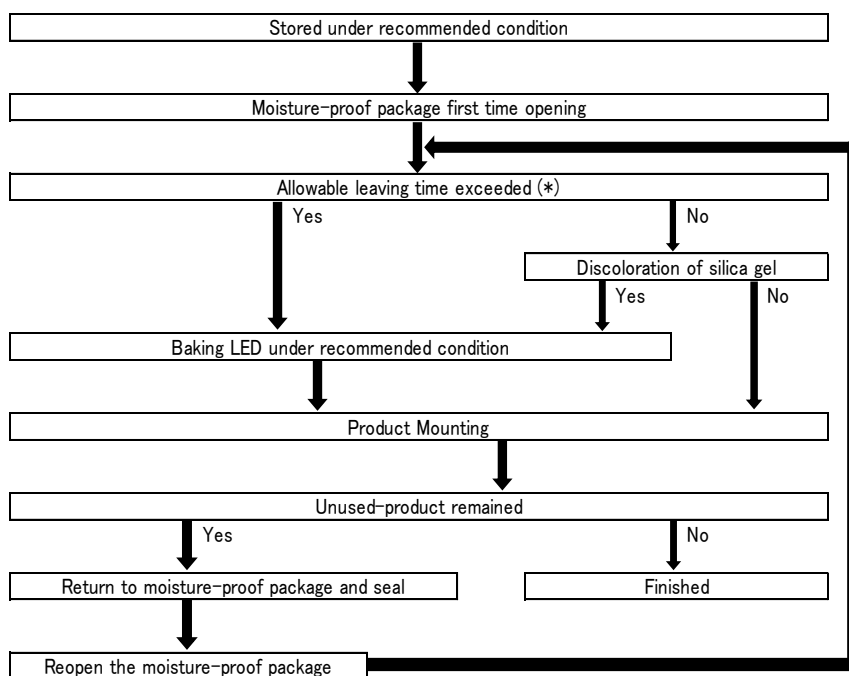 Stored under recommended condition
Moisture-proof package first time opening
Allowable leaving time exceeded (*)
Yes
No
Discoloration of silica gel
Yes
No
Baking LED under recommended condition
Product Mounting
Unused-product remained
Yes
No
Return to moisture-proof package and seal
Finished
Reopen the moisture-proof package